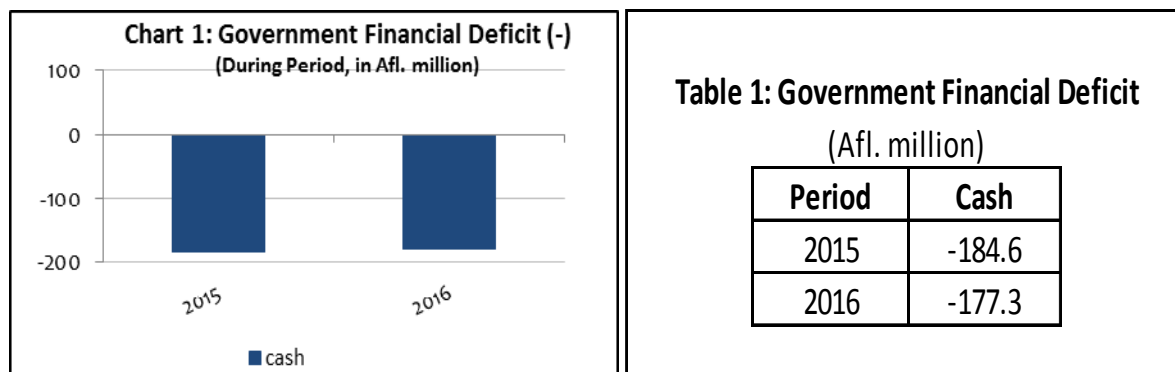 Chart 1: Government Financial Deficit (-)
(During Period, in Afl. million)
100
0
-100
-200
2015 2016
cash
Table 1: Government Financial Deficit
(Afl. million)
Period Cash
2015 -184.6
2016 -177.3